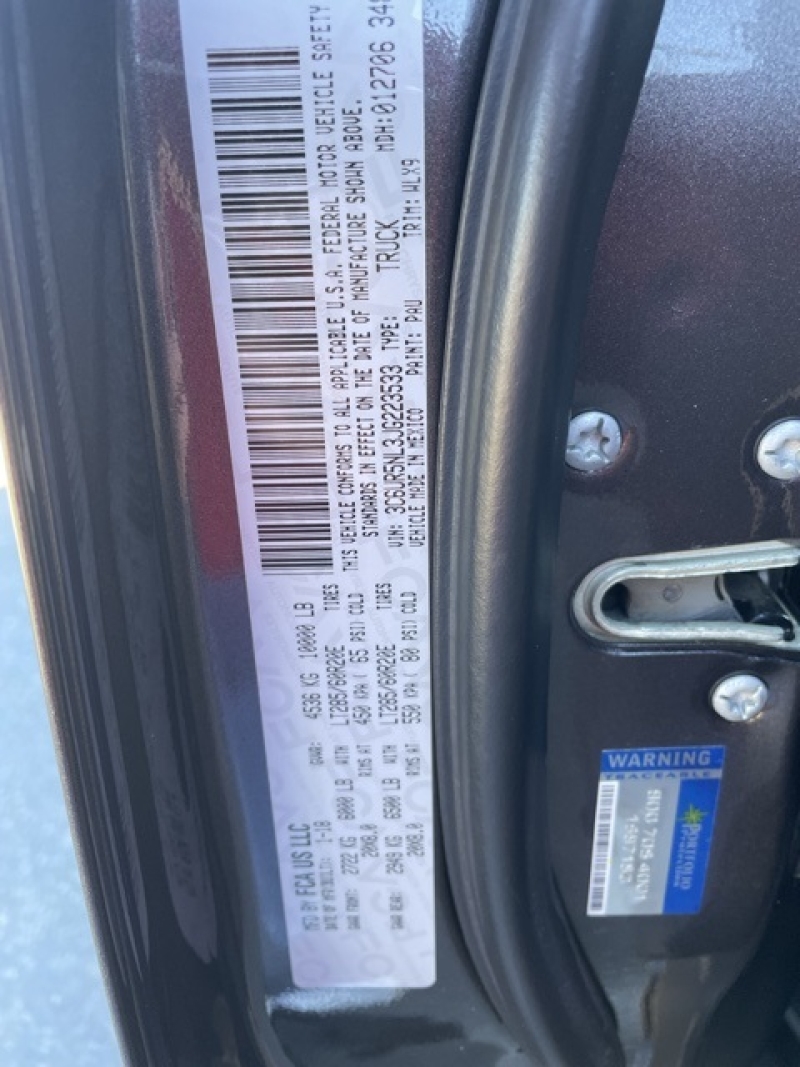 MFD BY FCA US LLC
DATE OF MFR 1-18 GVWR: 4536 KG 10000 LB
GAWR FRONT: 2722 KG 6000 LB WITH LT285/60R20E TIRES
20X8.0 RIMS AT 450 KPA ( 65 PSI) COLD
GAWR REAR: 2949 KG 6500 LB WITH LT285/60R20E TIRES
20X8.0 RIMS AT 550 KPA ( 80 PSI) COLD
THIS VEHICLE CONFORMS TO ALL APPLICABLE U.S.A. FEDERAL MOTOR VEHICLE SAFETY
STANDARDS IN EFFECT ON THE DATE OF MANUFACTURE SHOWN ABOVE.
VIN: 3C6UR5NL3JG223533 TYPE: TRUCK MDH:012706 349
VEHICLE MADE IN MEXICO PAINT: PAU TRIM: WLX9
WARNING
TRACEABLE
PORTFOLIO